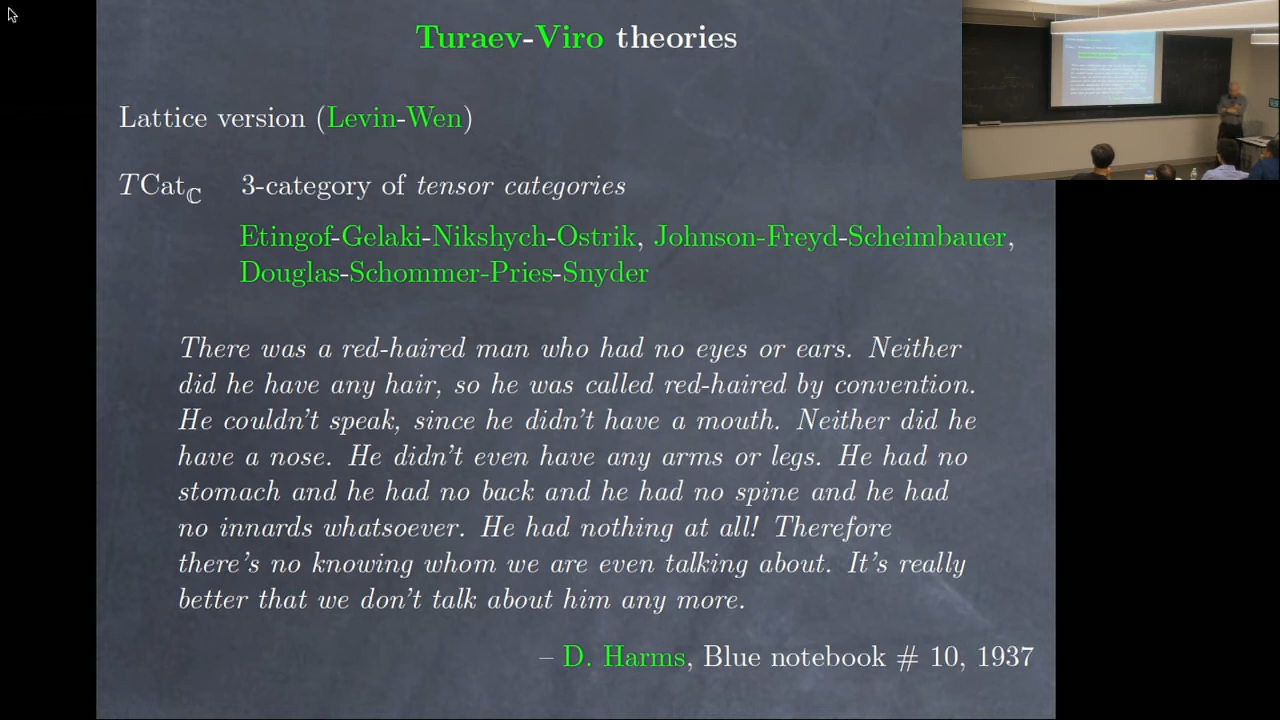 Turaev-Viro theories
Lattice version (Levin-Wen)
TCat_ℂ 3-category of tensor categories
Etingof-Gelaki-Nikshych-Ostrik, Johnson-Freyd-Scheimbauer,
Douglas-Schommer-Pries-Snyder
There was a red-haired man who had no eyes or ears. Neither
did he have any hair, so he was called red-haired by convention.
He couldn't speak, since he didn't have a mouth. Neither did he
have a nose. He didn't even have any arms or legs. He had no
stomach and he had no back and he had no spine and he had
no innards whatsoever. He had nothing at all! Therefore
there's no knowing whom we are even talking about. It's really
better that we don't talk about him any more.
– D. Harms, Blue notebook # 10, 1937